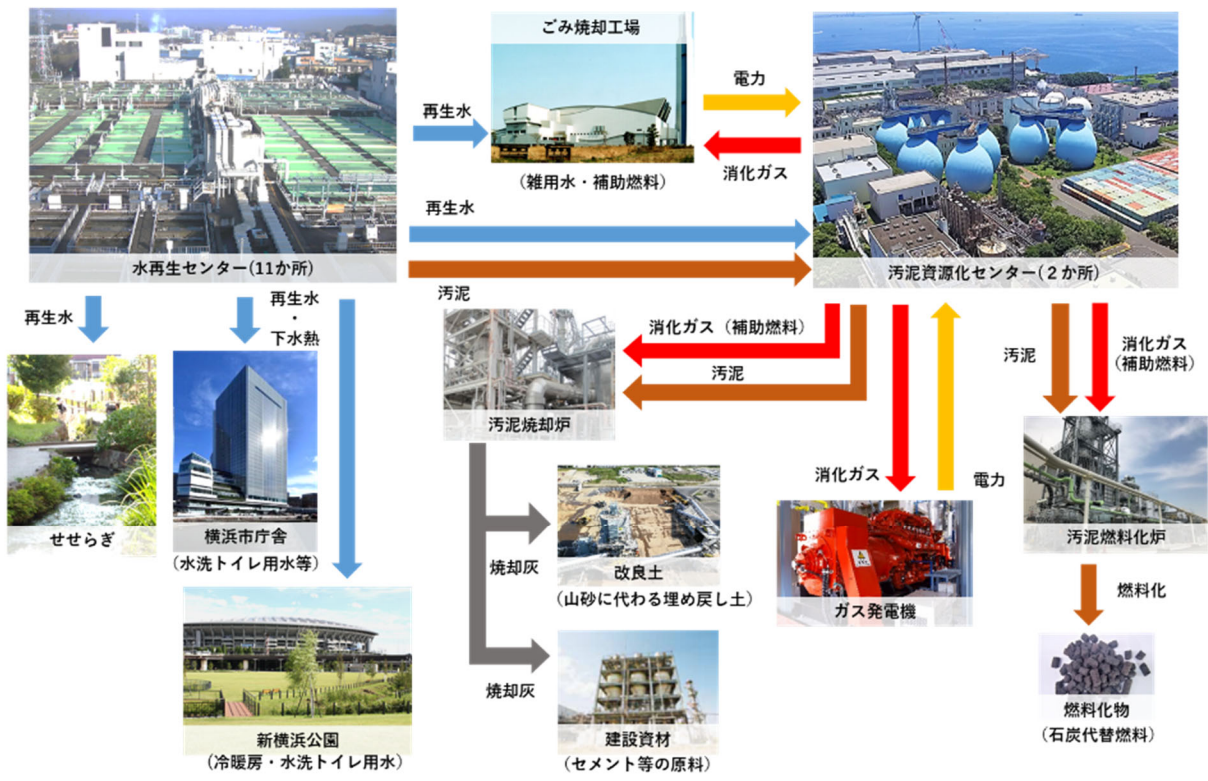 ごみ焼却工場
電力
再生水
消化ガス
(雑用水・補助燃料)
再生水
水再生センター(11か所)
汚泥資源化センター(２か所)
汚泥
再生水
再生水
・
下水熱
消化ガス（補助燃料）
汚泥
汚泥
消化ガス
(補助燃料)
汚泥焼却炉
消化ガス
電力
せせらぎ
横浜市庁舎
(水洗トイレ用水等)
焼却灰
改良土
(山砂に代わる埋め戻し土)
ガス発電機
汚泥燃料化炉
燃料化
焼却灰
新横浜公園
(冷暖房・水洗トイレ用水)
建設資材
(セメント等の原料)
燃料化物
(石炭代替燃料)